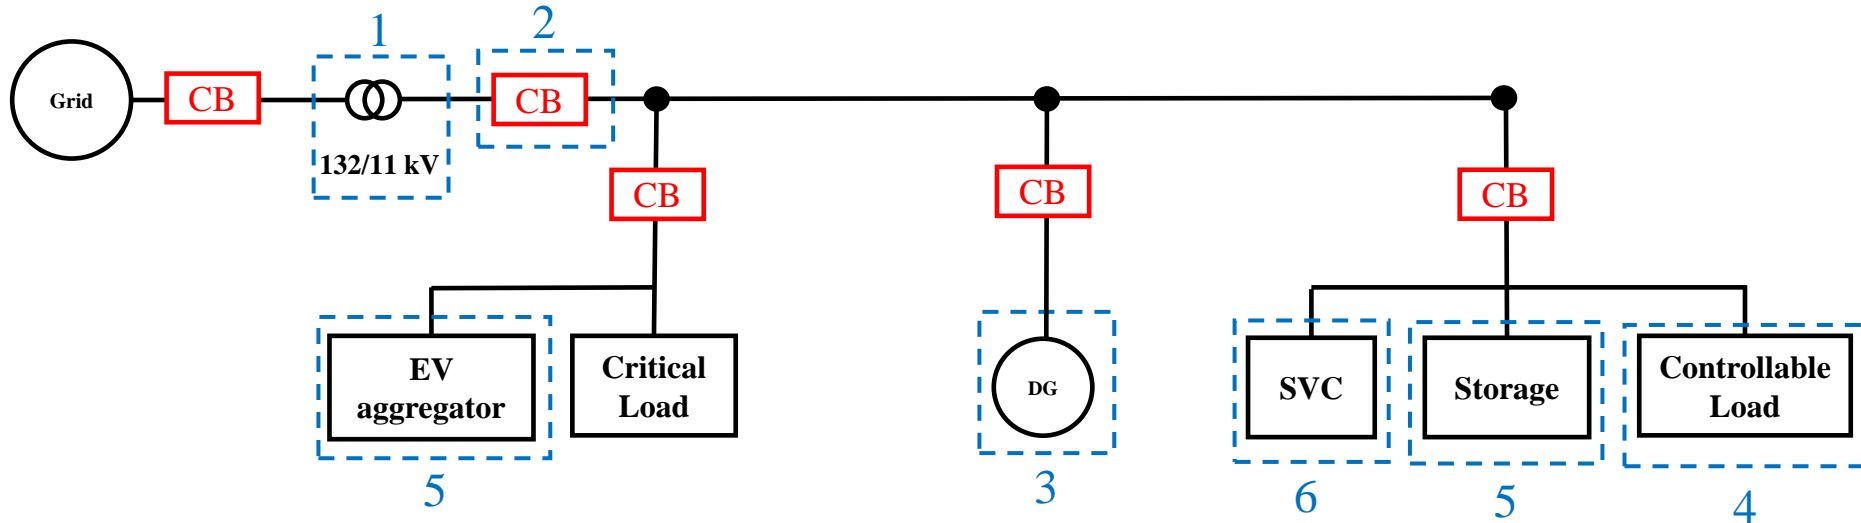 1
2
Grid
CB
CB
132/11 kV
CB
CB
CB
EV
aggregator
Critical
Load
DG
SVC
Storage
Controllable
Load
5
3
6
5
4